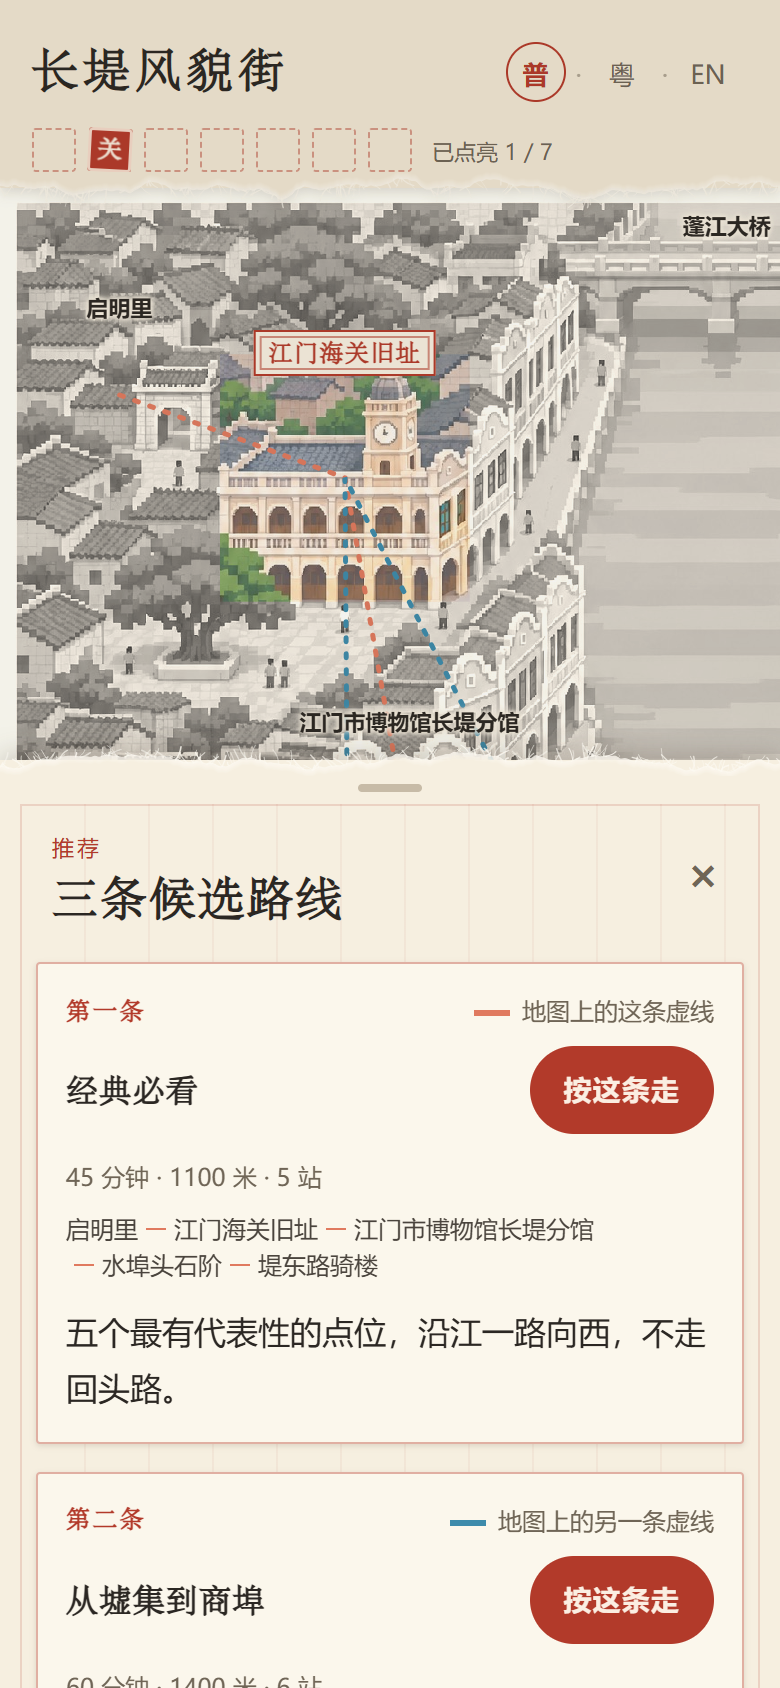 长堤风貌街
普 · 粤 · EN
关
已点亮 1 / 7
蓬江大桥
启明里
江门海关旧址
江门市博物馆长堤分馆
推荐
三条候选路线
×
第一条
地图上的这条虚线
经典必看
按这条走
45 分钟 · 1100 米 · 5 站
启明里 — 江门海关旧址 — 江门市博物馆长堤分馆
— 水埠头石阶 — 堤东路骑楼
五个最有代表性的点位，沿江一路向西，不走
回头路。
第二条
地图上的另一条虚线
从墟集到商埠
按这条走
60 分钟 · 1400 米 · 6 站